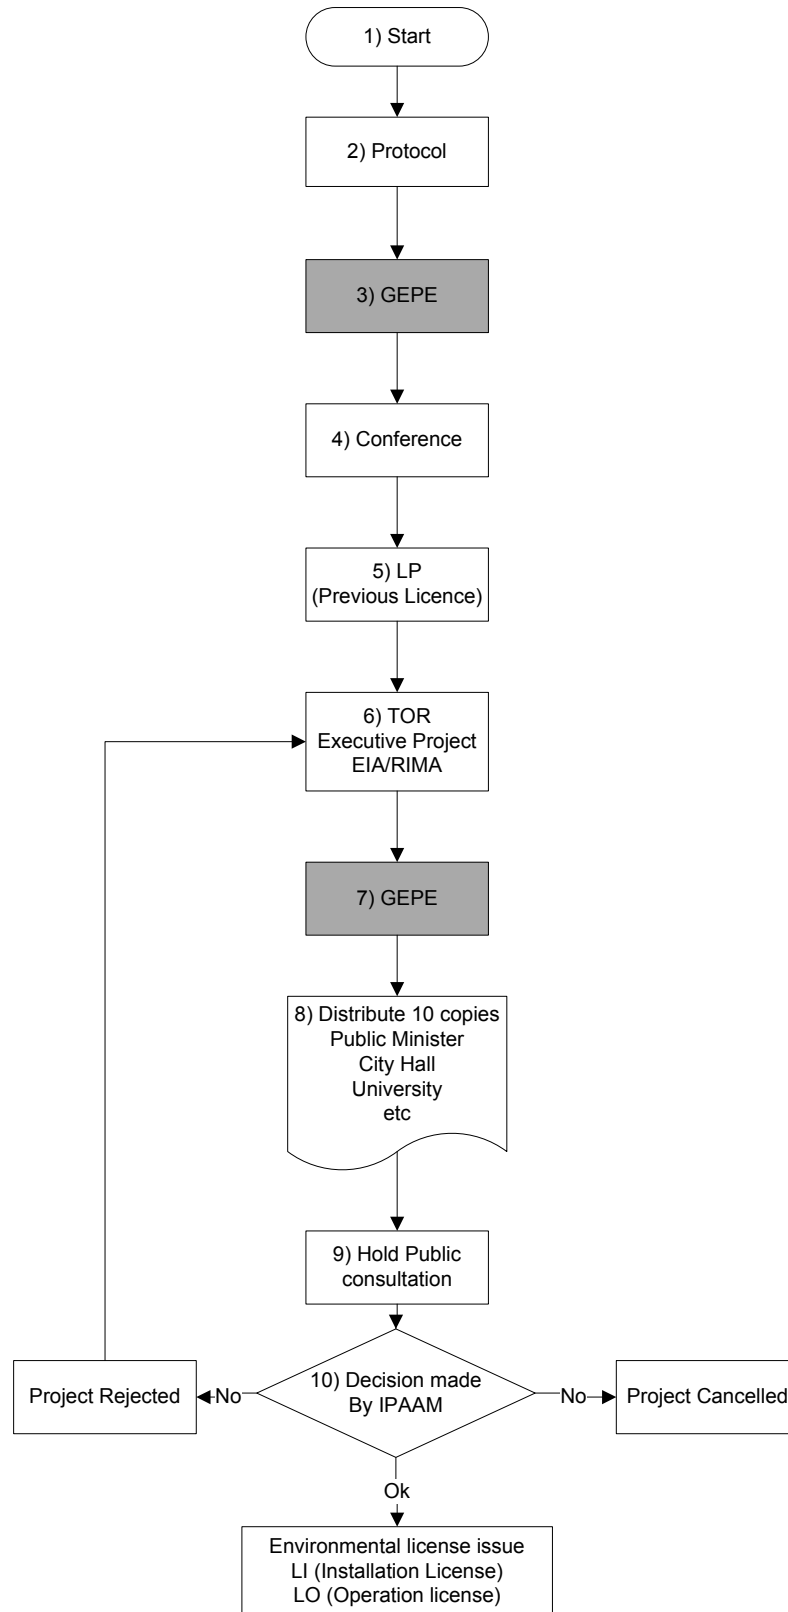 1) Start
2) Protocol
3) GEPE
4) Conference
5) LP
(Previous Licence)
6) TOR
Executive Project
EIA/RIMA
7) GEPE
8) Distribute 10 copies
Public Minister
City Hall
University
etc
9) Hold Public
consultation
10) Decision made
By IPAAM
No
Project Rejected
No
Project Cancelled
Ok
Environmental license issue
LI (Installation License)
LO (Operation license)